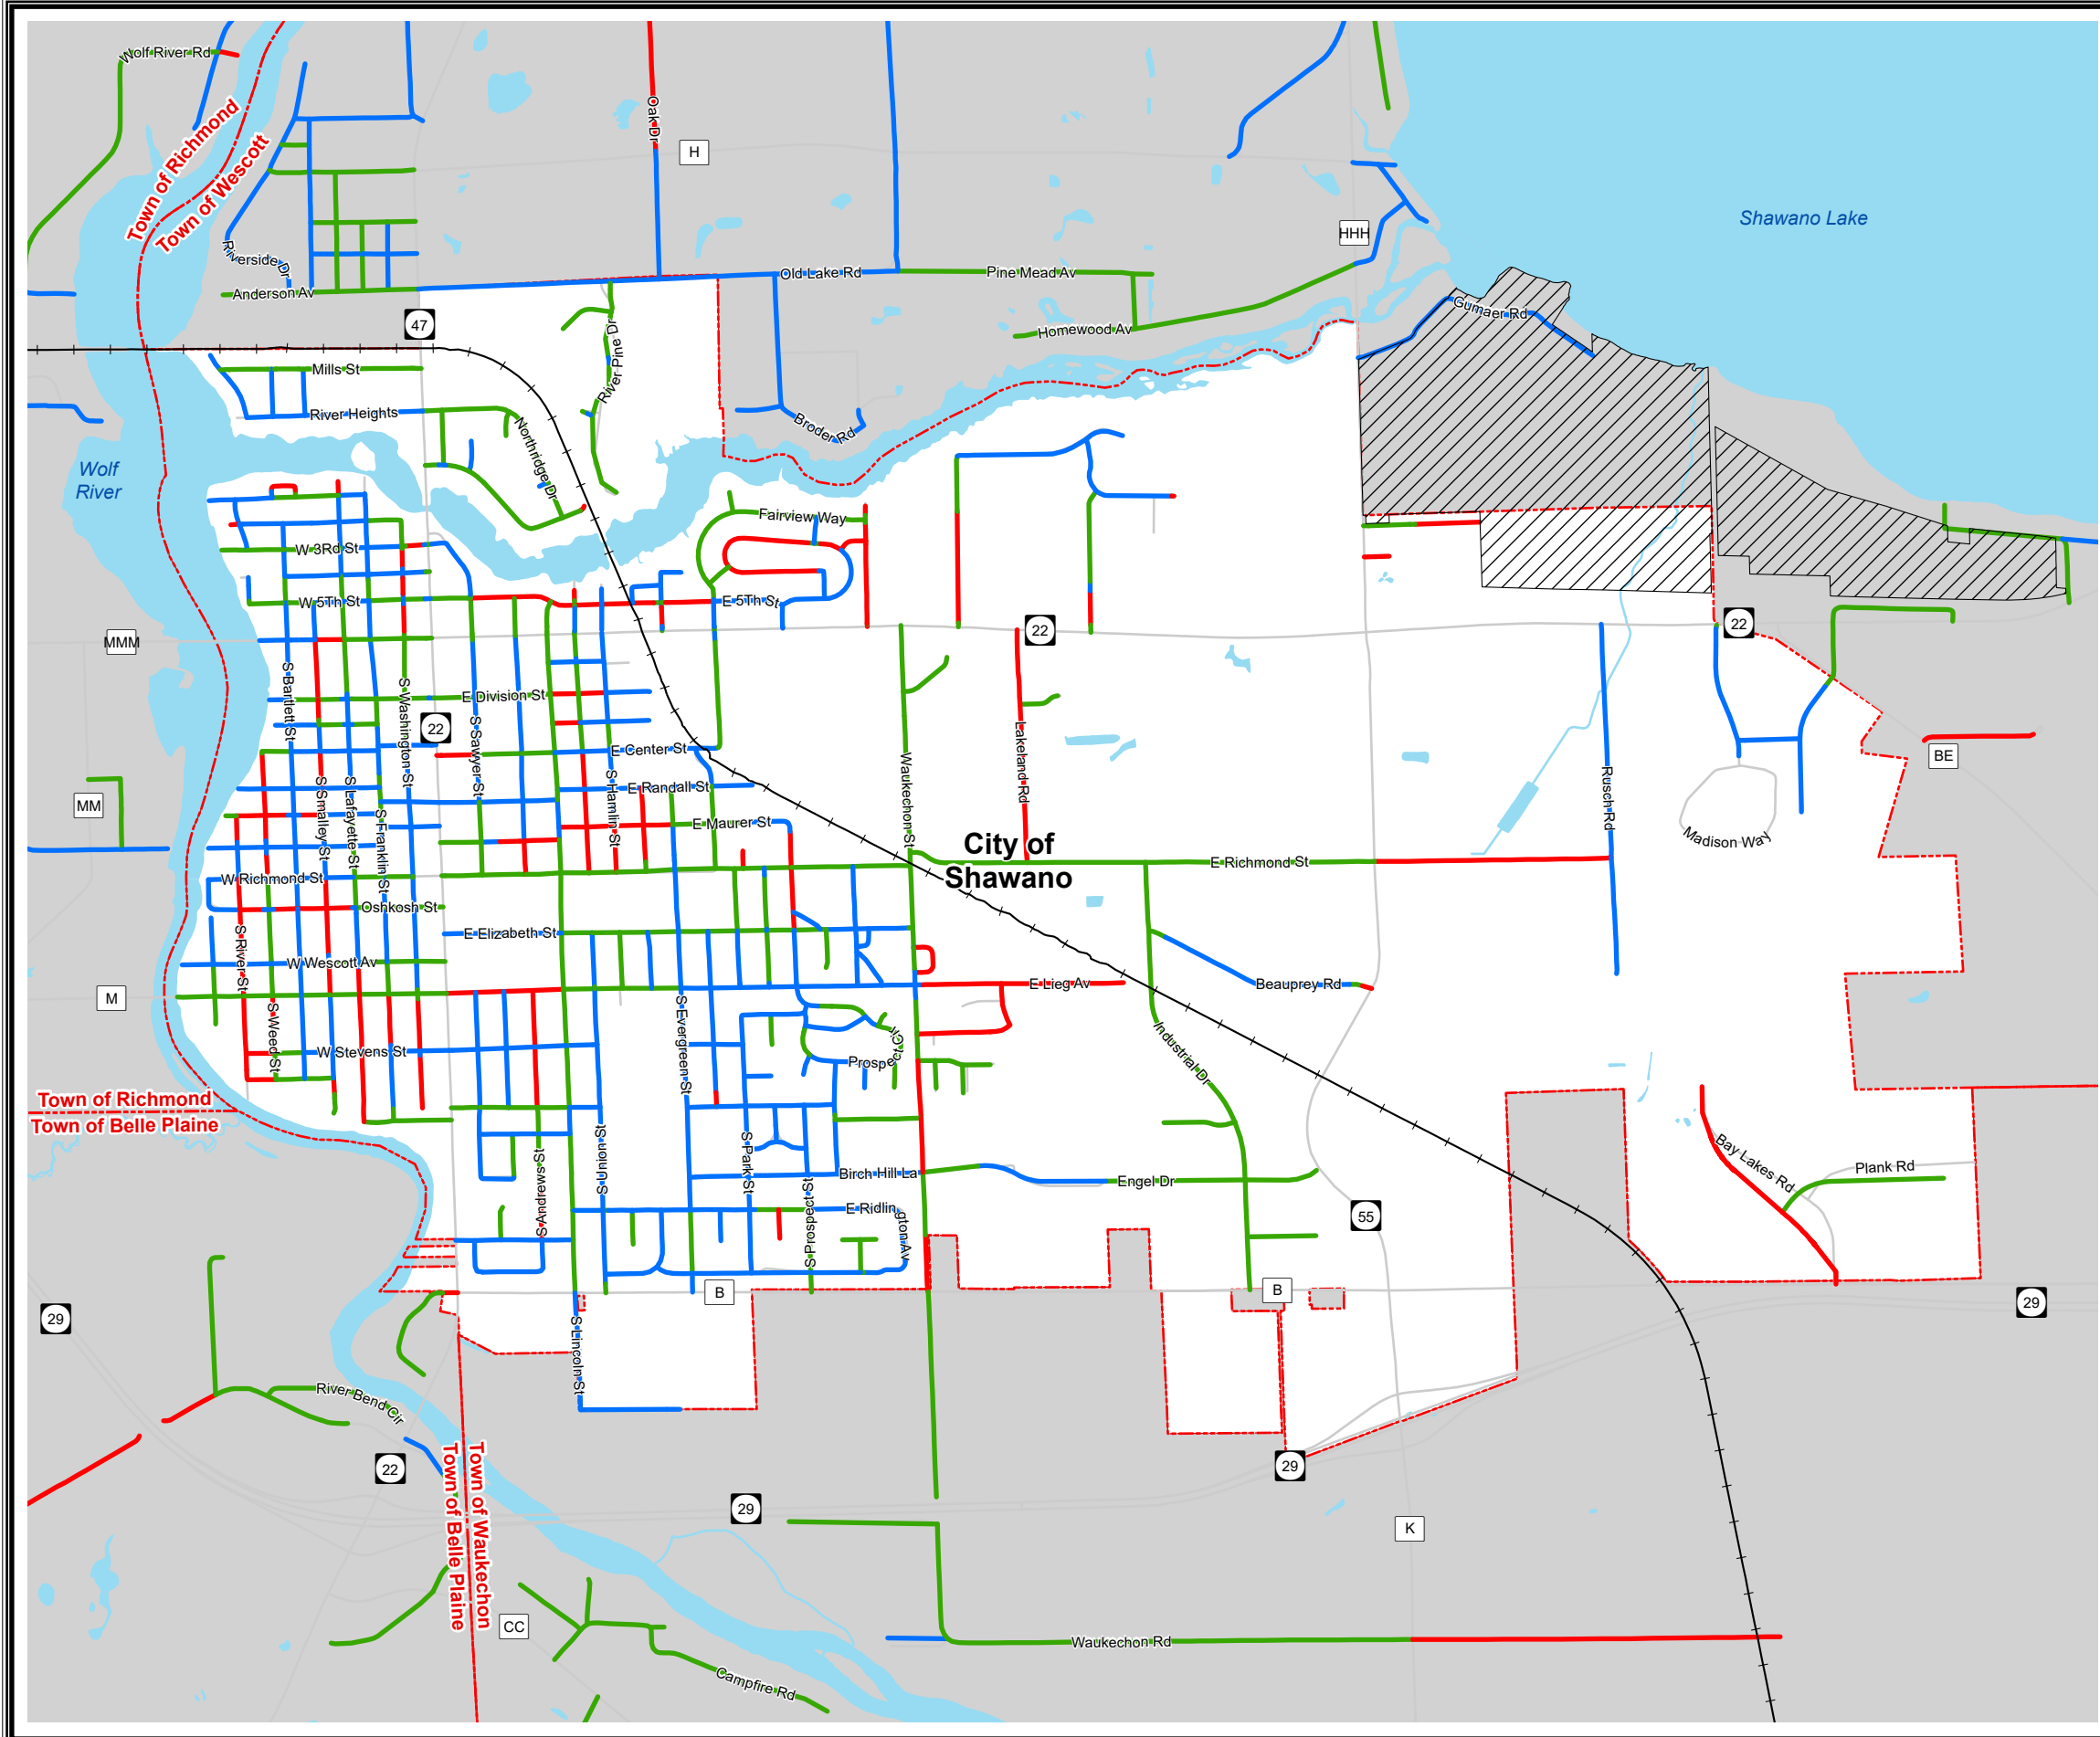 Wolf River Rd
Town of Richmond
Town of Wescott
Oak Dr
H
Shawano Lake
HHH
Riverside Dr
Anderson Av
Old Lake Rd
Pine Mead Av
Homewood Av
Gumaer Rd
47
Mills St
River Pine Dr
River Heights
Northridge Dr
Broder Rd
Wolf
River
Fairview Way
W 3Rd St
W 5Th St
E 5Th St
MMM
22
22
S Bartlett St
S Washington St
E Division St
22
S Sawyer St
E Center St
Waukechon St
Lakeland Rd
Rusch Rd
BE
MM
S Smalley St
S Lafayette St
S Franklin St
S Hamlin St
E Randall St
E Maurer St
Madison Way
City of
Shawano
E Richmond St
W Richmond St
Oshkosh St
E Elizabeth St
S River St
W Wescott Av
M
E Lieg Av
Beauprey Rd
S Weed St
S Evergreen St
W Stevens St
Prospect Cir
Industrial Dr
Town of Richmond
Town of Belle Plaine
S Andrews St
S Union St
S Park St
Birch Hill La
Engel Dr
Bay Lakes Rd
Plank Rd
S Prospect St
E Ridlington Av
55
B
B
29
29
S Lincoln St
River Bend Cir
22
Town of Belle Plaine
Town of Waukechon
29
29
K
CC
Waukechon Rd
Campfire Rd